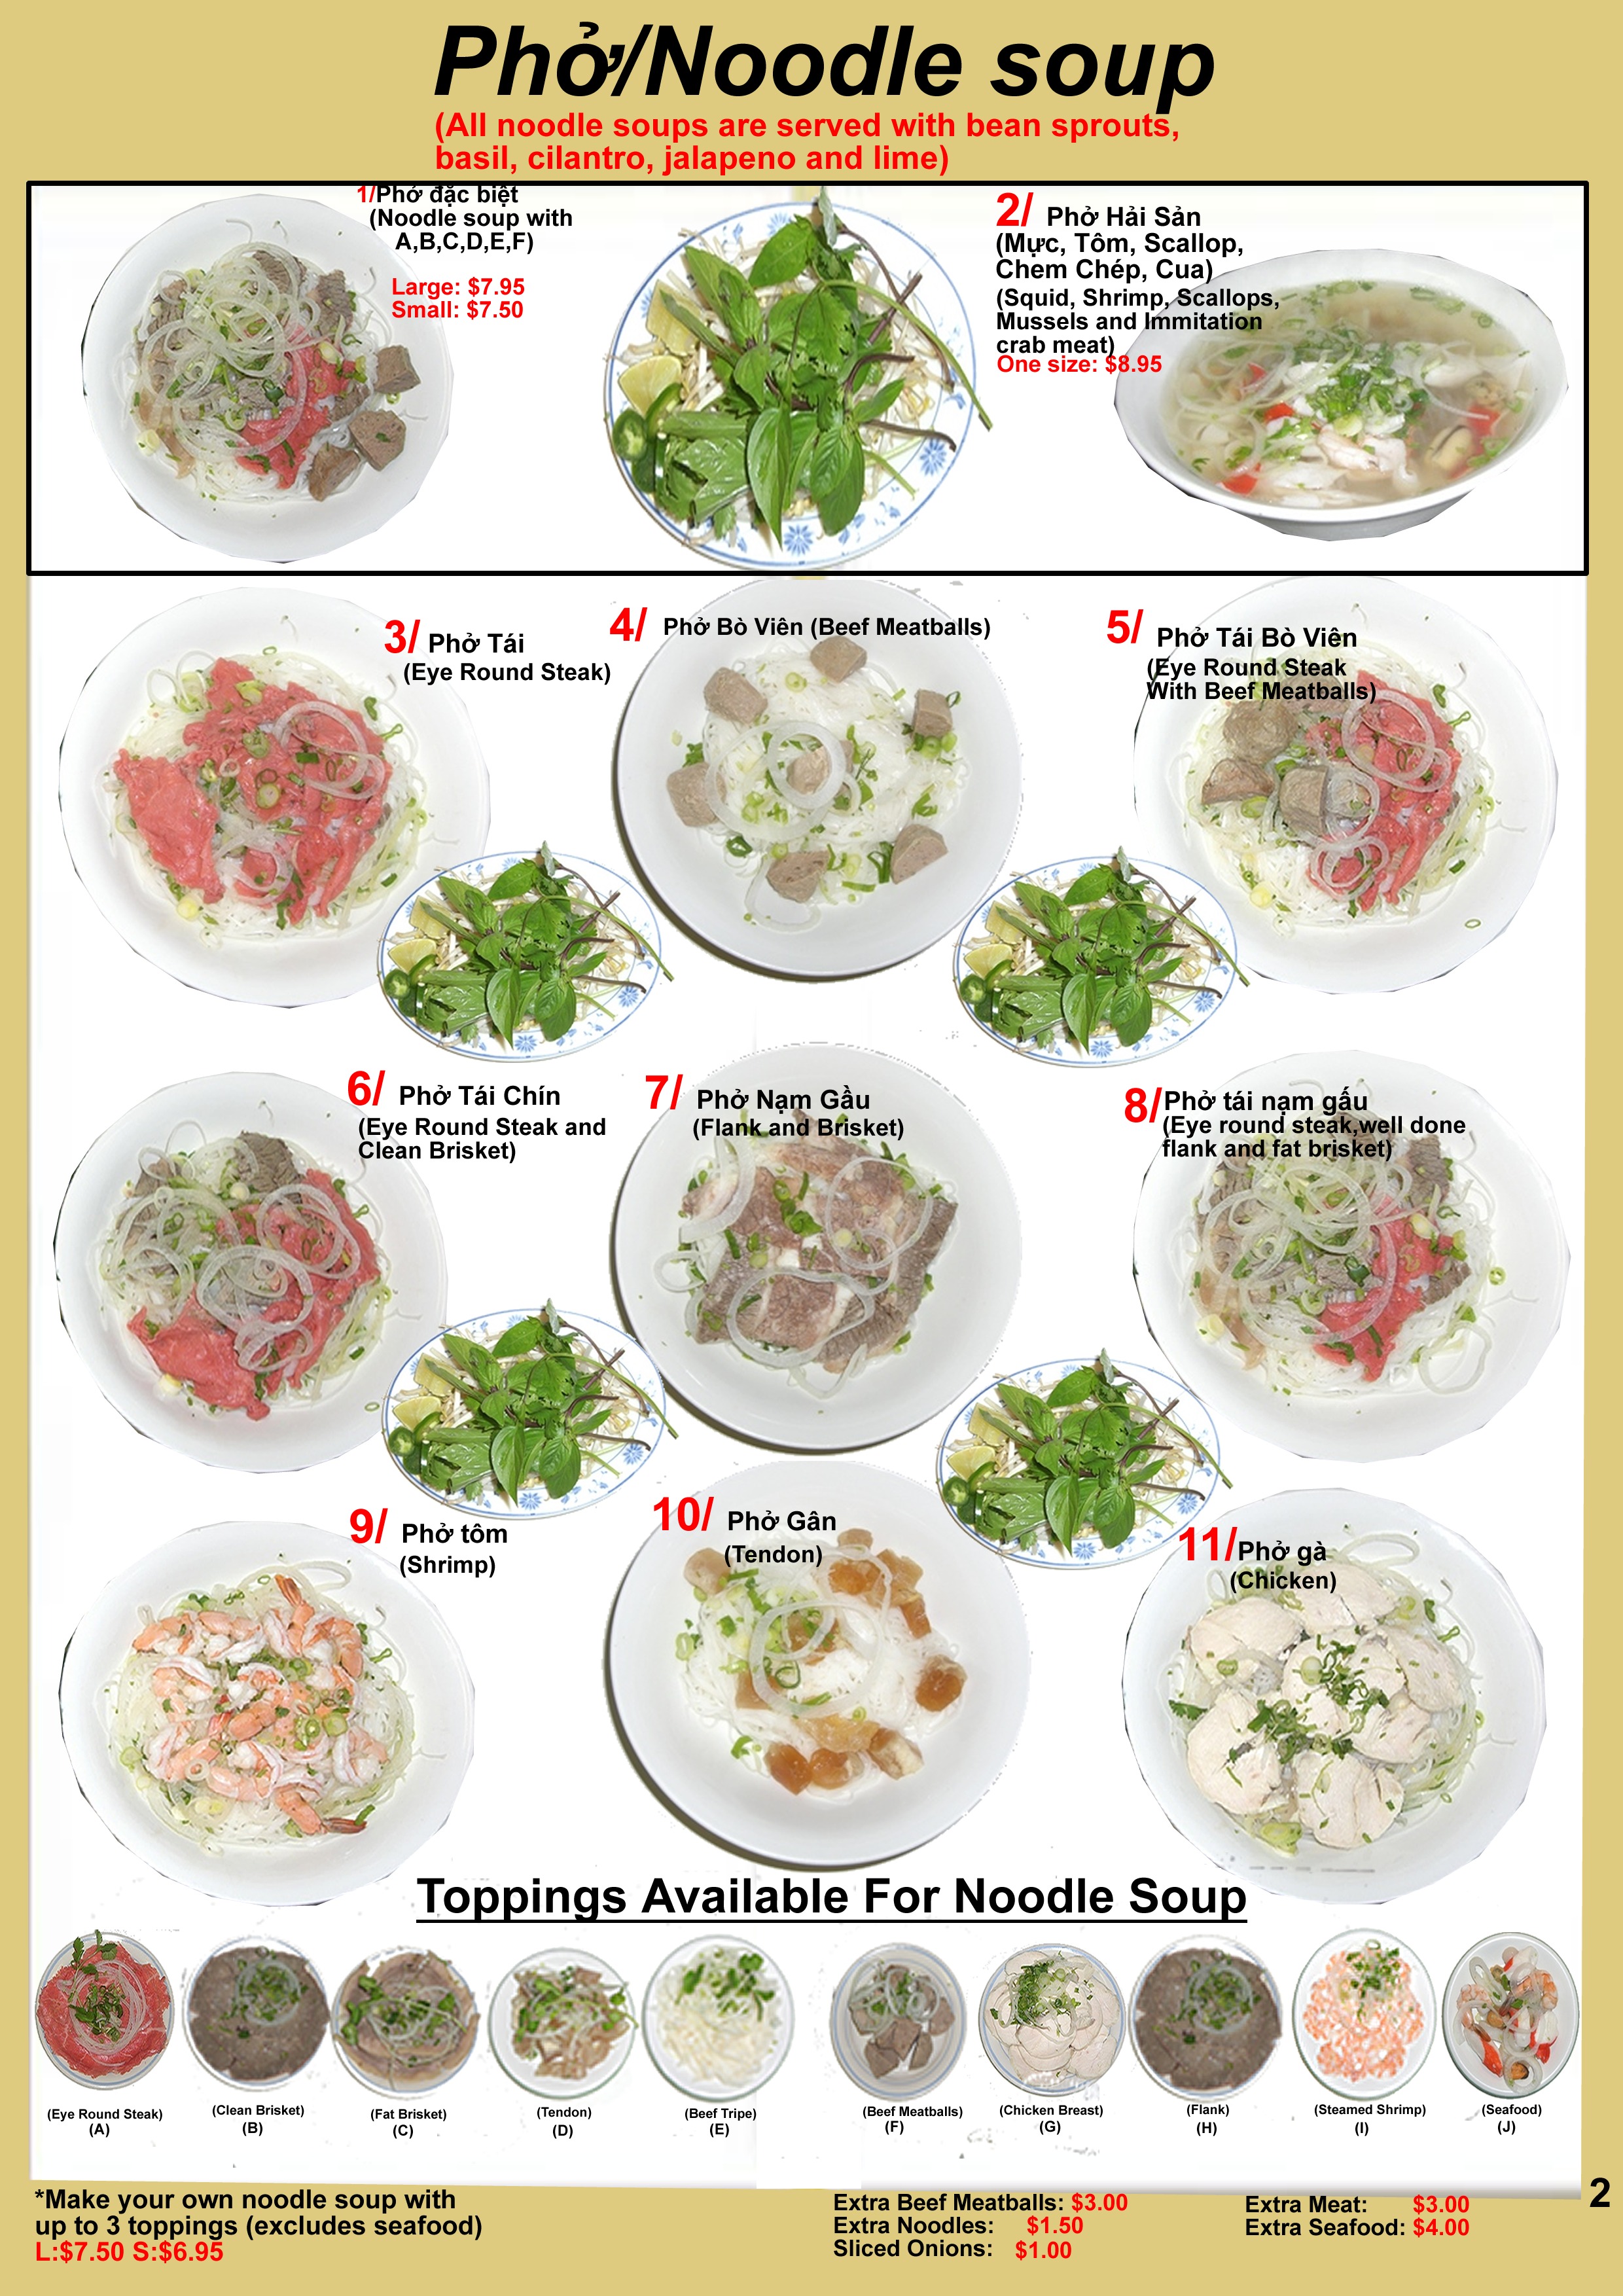 Phở/Noodle soup
(All noodle soups are served with bean sprouts,
basil, cilantro, jalapeno and lime)
1/Phở đặc biệt
(Noodle soup with
A,B,C,D,E,F)
Large: $7.95
Small: $7.50
2/ Phở Hải Sản
(Mực, Tôm, Scallop,
Chem Chép, Cua)
(Squid, Shrimp, Scallops,
Mussels and Immitation
crab meat)
One size: $8.95
3/ Phở Tái
(Eye Round Steak)
4/ Phở Bò Viên (Beef Meatballs)
5/ Phở Tái Bò Viên
(Eye Round Steak
With Beef Meatballs)
6/ Phở Tái Chín
(Eye Round Steak and
Clean Brisket)
7/ Phở Nạm Gầu
(Flank and Brisket)
8/Phở tái nạm gấu
(Eye round steak,well done
flank and fat brisket)
9/ Phở tôm
(Shrimp)
10/ Phở Gân
(Tendon)
11/Phở gà
(Chicken)
Toppings Available For Noodle Soup
(Eye Round Steak)
(A)
(Clean Brisket)
(B)
(Fat Brisket)
(C)
(Tendon)
(D)
(Beef Tripe)
(E)
(Beef Meatballs)
(F)
(Chicken Breast)
(G)
(Flank)
(H)
(Steamed Shrimp)
(I)
(Seafood)
(J)
*Make your own noodle soup with
up to 3 toppings (excludes seafood)
L:$7.50 S:$6.95
Extra Beef Meatballs: $3.00
Extra Noodles: $1.50
Sliced Onions: $1.00
Extra Meat: $3.00
Extra Seafood: $4.00
2